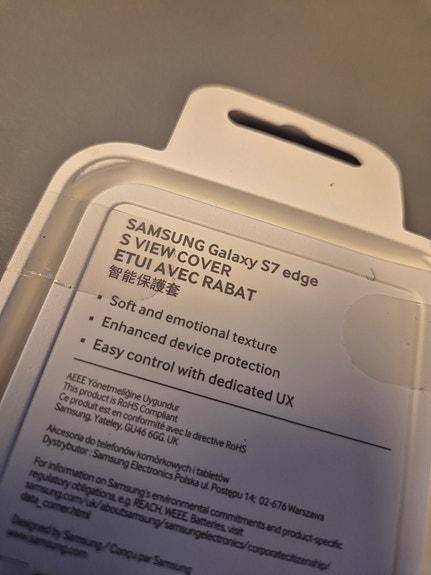 SAMSUNG Galaxy S7 edge
S VIEW COVER
ETUI AVEC RABAT
智能保護套
▪ Soft and emotional texture
▪ Enhanced device protection
▪ Easy control with dedicated UX
AEEE Yönetmeliğine Uygundur
This product is RoHS Compliant
Ce produit est en conformité avec la directive RoHS
Samsung, Yateley, GU46 6GG, UK
Akcesoria do telefonów komórkowych i tabletów
Dystrybutor : Samsung Electronics Polska ul. Postępu 14; 02-676 Warszawa
For information on Samsung's environmental commitments and product-specific
regulatory obligations, e.g. REACH, WEEE, Batteries, visit
samsung.com/uk/aboutsamsung/samsungelectronics/corporatecitizenship/
data_corner.html
Designed by Samsung / Conçu par Samsung
www.samsung.com